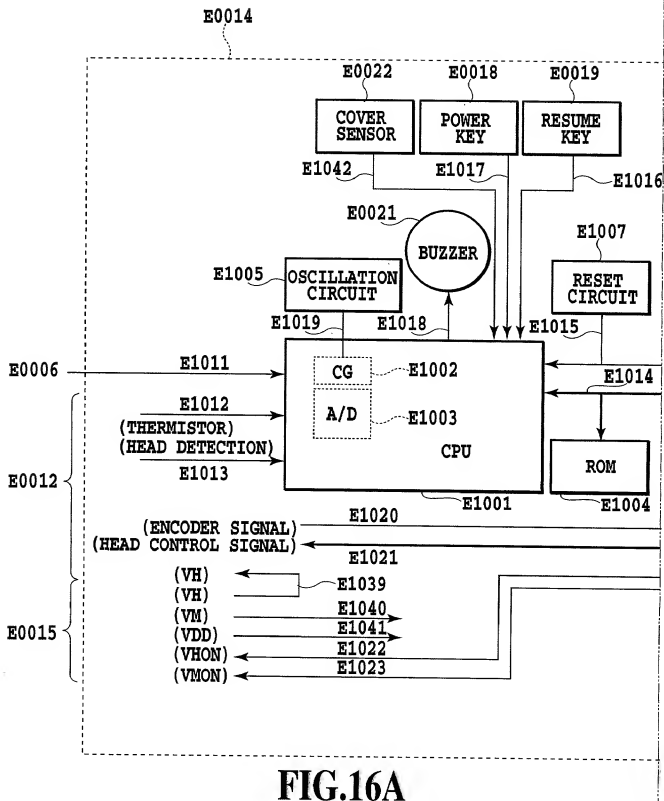 E0014
E0022
E0018
E0019
COVER
SENSOR
POWER
KEY
RESUME
KEY
E1042
E1017
E1016
E0021
BUZZER
E1007
E1005
OSCILLATION
CIRCUIT
RESET
CIRCUIT
E1019
E1018
E1015
E0006
E1011
CG
E1002
E1014
E1012
A/D
E1003
(THERMISTOR)
(HEAD DETECTION)
CPU
ROM
E1013
E0012
E1001
E1004
(ENCODER SIGNAL)
E1020
(HEAD CONTROL SIGNAL)
E1021
(VH)
E1039
(VH)
E0015
(VM)
E1040
(VDD)
E1041
(VHON)
E1022
(VMON)
E1023
FIG.16A